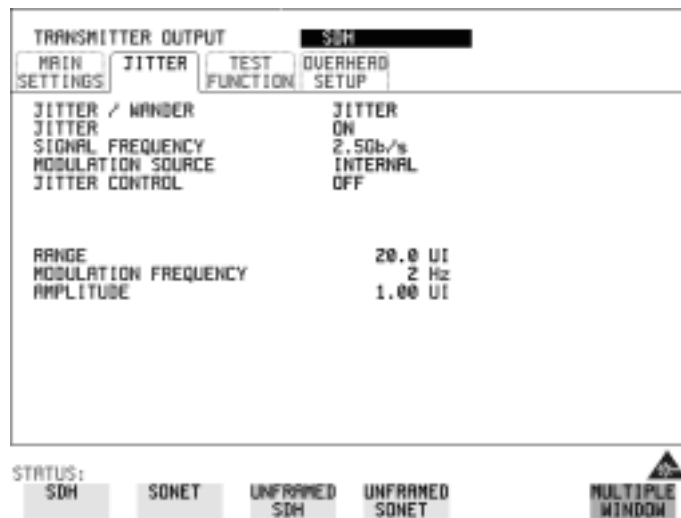 TRANSMITTER OUTPUT SDH
MAIN SETTINGS JITTER TEST FUNCTION OVERHEAD SETUP
JITTER / WANDER JITTER
JITTER ON
SIGNAL FREQUENCY 2.5Gb/s
MODULATION SOURCE INTERNAL
JITTER CONTROL OFF
RANGE 20.0 UI
MODULATION FREQUENCY 2 Hz
AMPLITUDE 1.00 UI
STATUS:
SDH SONET UNFRAMED SDH UNFRAMED SONET MULTIPLE WINDOW